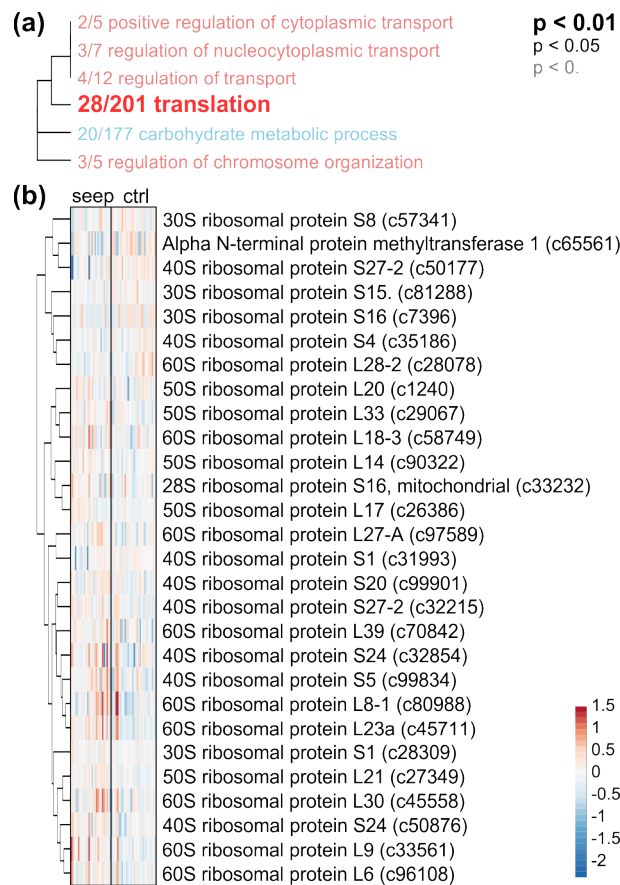 (a)
2/5 positive regulation of cytoplasmic transport
3/7 regulation of nucleocytoplasmic transport
4/12 regulation of transport
28/201 translation
20/177 carbohydrate metabolic process
3/5 regulation of chromosome organization
p < 0.01
p < 0.05
p < 0.
(b)
seep ctrl
30S ribosomal protein S8 (c57341)
Alpha N-terminal protein methyltransferase 1 (c65561)
40S ribosomal protein S27-2 (c50177)
30S ribosomal protein S15. (c81288)
30S ribosomal protein S16 (c7396)
40S ribosomal protein S4 (c35186)
60S ribosomal protein L28-2 (c28078)
50S ribosomal protein L20 (c1240)
50S ribosomal protein L33 (c29067)
60S ribosomal protein L18-3 (c58749)
50S ribosomal protein L14 (c90322)
28S ribosomal protein S16, mitochondrial (c33232)
50S ribosomal protein L17 (c26386)
60S ribosomal protein L27-A (c97589)
40S ribosomal protein S1 (c31993)
40S ribosomal protein S20 (c99901)
40S ribosomal protein S27-2 (c32215)
60S ribosomal protein L39 (c70842)
40S ribosomal protein S24 (c32854)
40S ribosomal protein S5 (c99834)
60S ribosomal protein L8-1 (c80988)
60S ribosomal protein L23a (c45711)
30S ribosomal protein S1 (c28309)
50S ribosomal protein L21 (c27349)
60S ribosomal protein L30 (c45558)
40S ribosomal protein S24 (c50876)
60S ribosomal protein L9 (c33561)
60S ribosomal protein L6 (c96108)
1.5
1
0.5
0
-0.5
-1
-1.5
-2